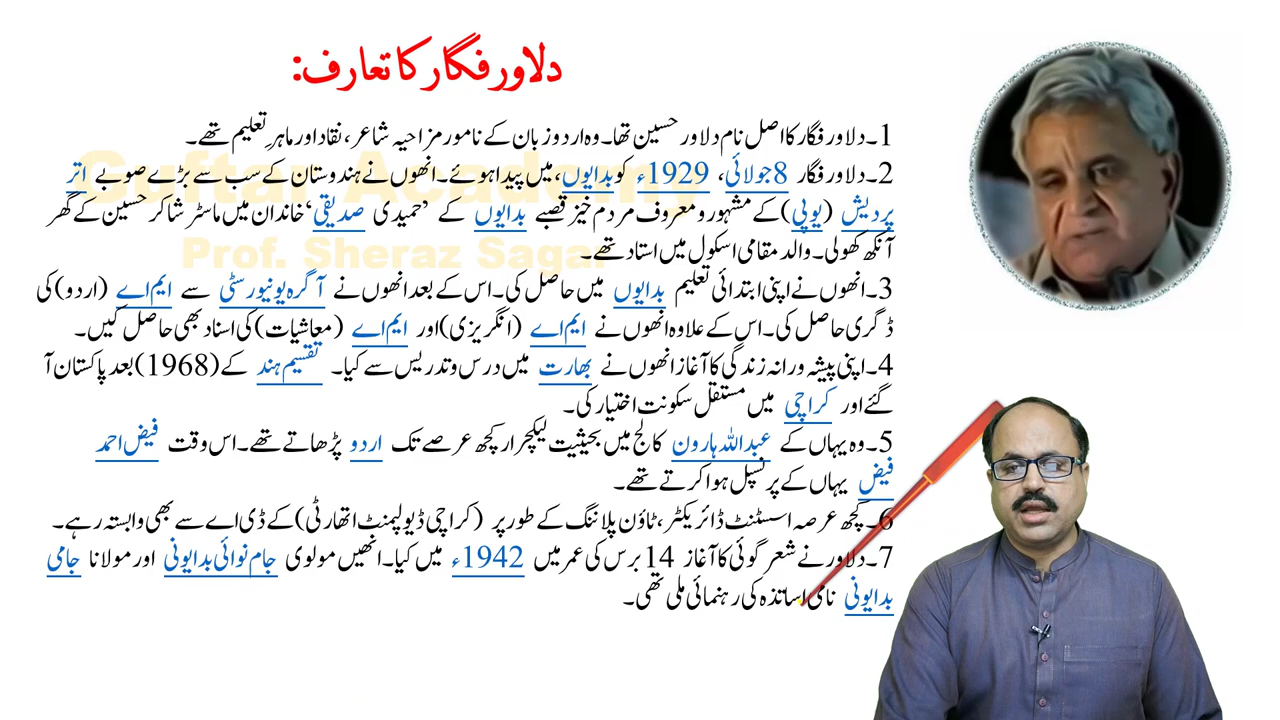 دلاور فگار کا تعارف:
1۔ دلاور فگار کا اصل نام دلاور حسین تھا۔ وہ اردو زبان کے نامور مزاحیہ شاعر، نقاد اور ماہرِ تعلیم تھے۔
2۔ دلاور فگار 8 جولائی، 1929ء کو بدایوں، میں پیدا ہوئے۔ انھوں نے ہندوستان کے سب سے بڑے صوبے اتر
پردیش (یوپی) کے مشہور و معروف مردم خیز قصبے بدایوں کے ’حمیدی صدیقی‘ خاندان میں ماسٹر شاکر حسین کے گھر
آنکھ کھولی۔ والد مقامی اسکول میں استاد تھے۔
3۔ انھوں نے اپنی ابتدائی تعلیم بدایوں میں حاصل کی۔ اس کے بعد انھوں نے آگرہ یونیورسٹی سے ایم اے (اردو) کی
ڈگری حاصل کی۔ اس کے علاوہ انھوں نے ایم اے (انگریزی) اور ایم اے (معاشیات) کی اسناد بھی حاصل کیں۔
4۔ اپنی پیشہ ورانہ زندگی کا آغاز انھوں نے بھارت میں درس و تدریس سے کیا۔ تقسیم ہند کے (1968) بعد پاکستان آ
گئے اور کراچی میں مستقل سکونت اختیار کی۔
5۔ وہ یہاں کے عبداللہ ہارون کالج میں بحیثیت لیکچرار کچھ عرصے تک اردو پڑھاتے تھے۔ اس وقت فیض احمد
فیض یہاں کے پرنسپل ہوا کرتے تھے۔
6۔ کچھ عرصہ اسسٹنٹ ڈائریکٹر، ٹاؤن پلاننگ کے طور پر (کراچی ڈیولپمنٹ اتھارٹی) کے ڈی اے سے بھی وابستہ رہے۔
7۔ دلاور نے شعر گوئی کا آغاز 14 برس کی عمر میں 1942ء میں کیا۔ انھیں مولوی جام نوائی بدایونی اور مولانا جامی
بدایونی نامی اساتذہ کی رہنمائی ملی تھی۔
Guftar Academy
Prof. Sheraz Sagar